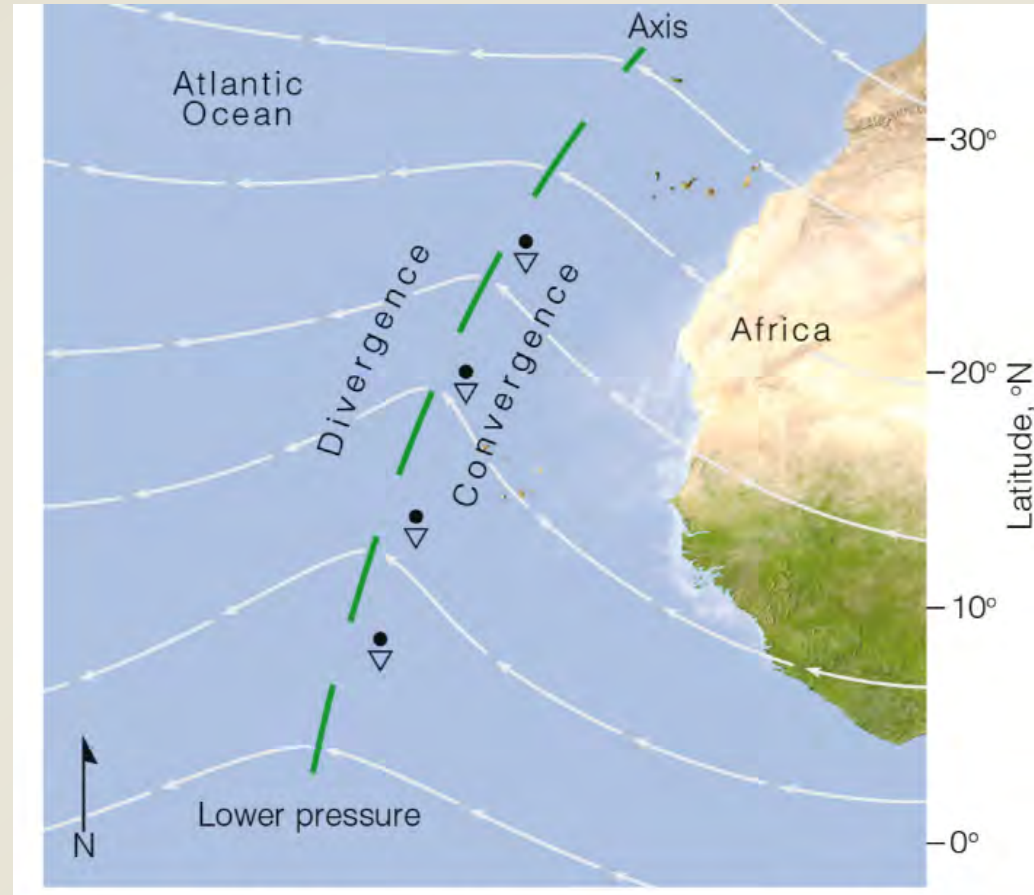 Axis
Atlantic
Ocean
30°
Divergence
Convergence
Africa
20°
Latitude, °N
10°
Lower pressure
N
0°